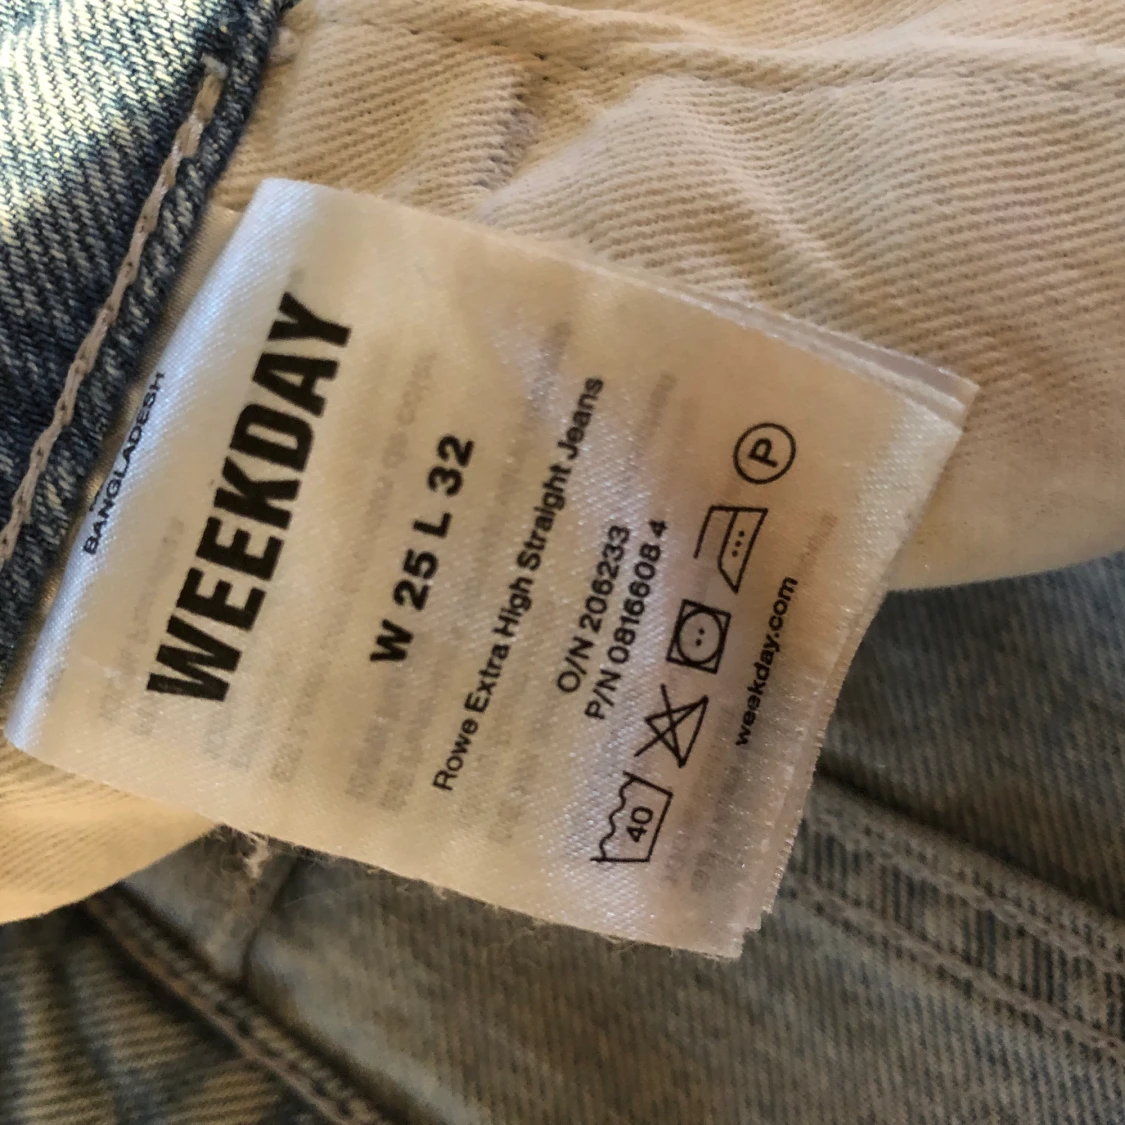 BANGLADESH
WEEKDAY
W 25 L 32
Rowe Extra High Straight Jeans
O/N 206233
P/N 0816608 4
40
P
weekday.com